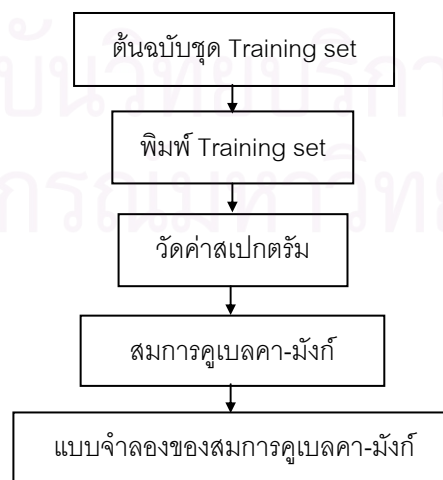 ต้นฉบับชุด Training set
พิมพ์ Training set
วัดค่าสเปกตรัม
สมการคูเบลคา-มังก์
แบบจำลองของสมการคูเบลคา-มังก์